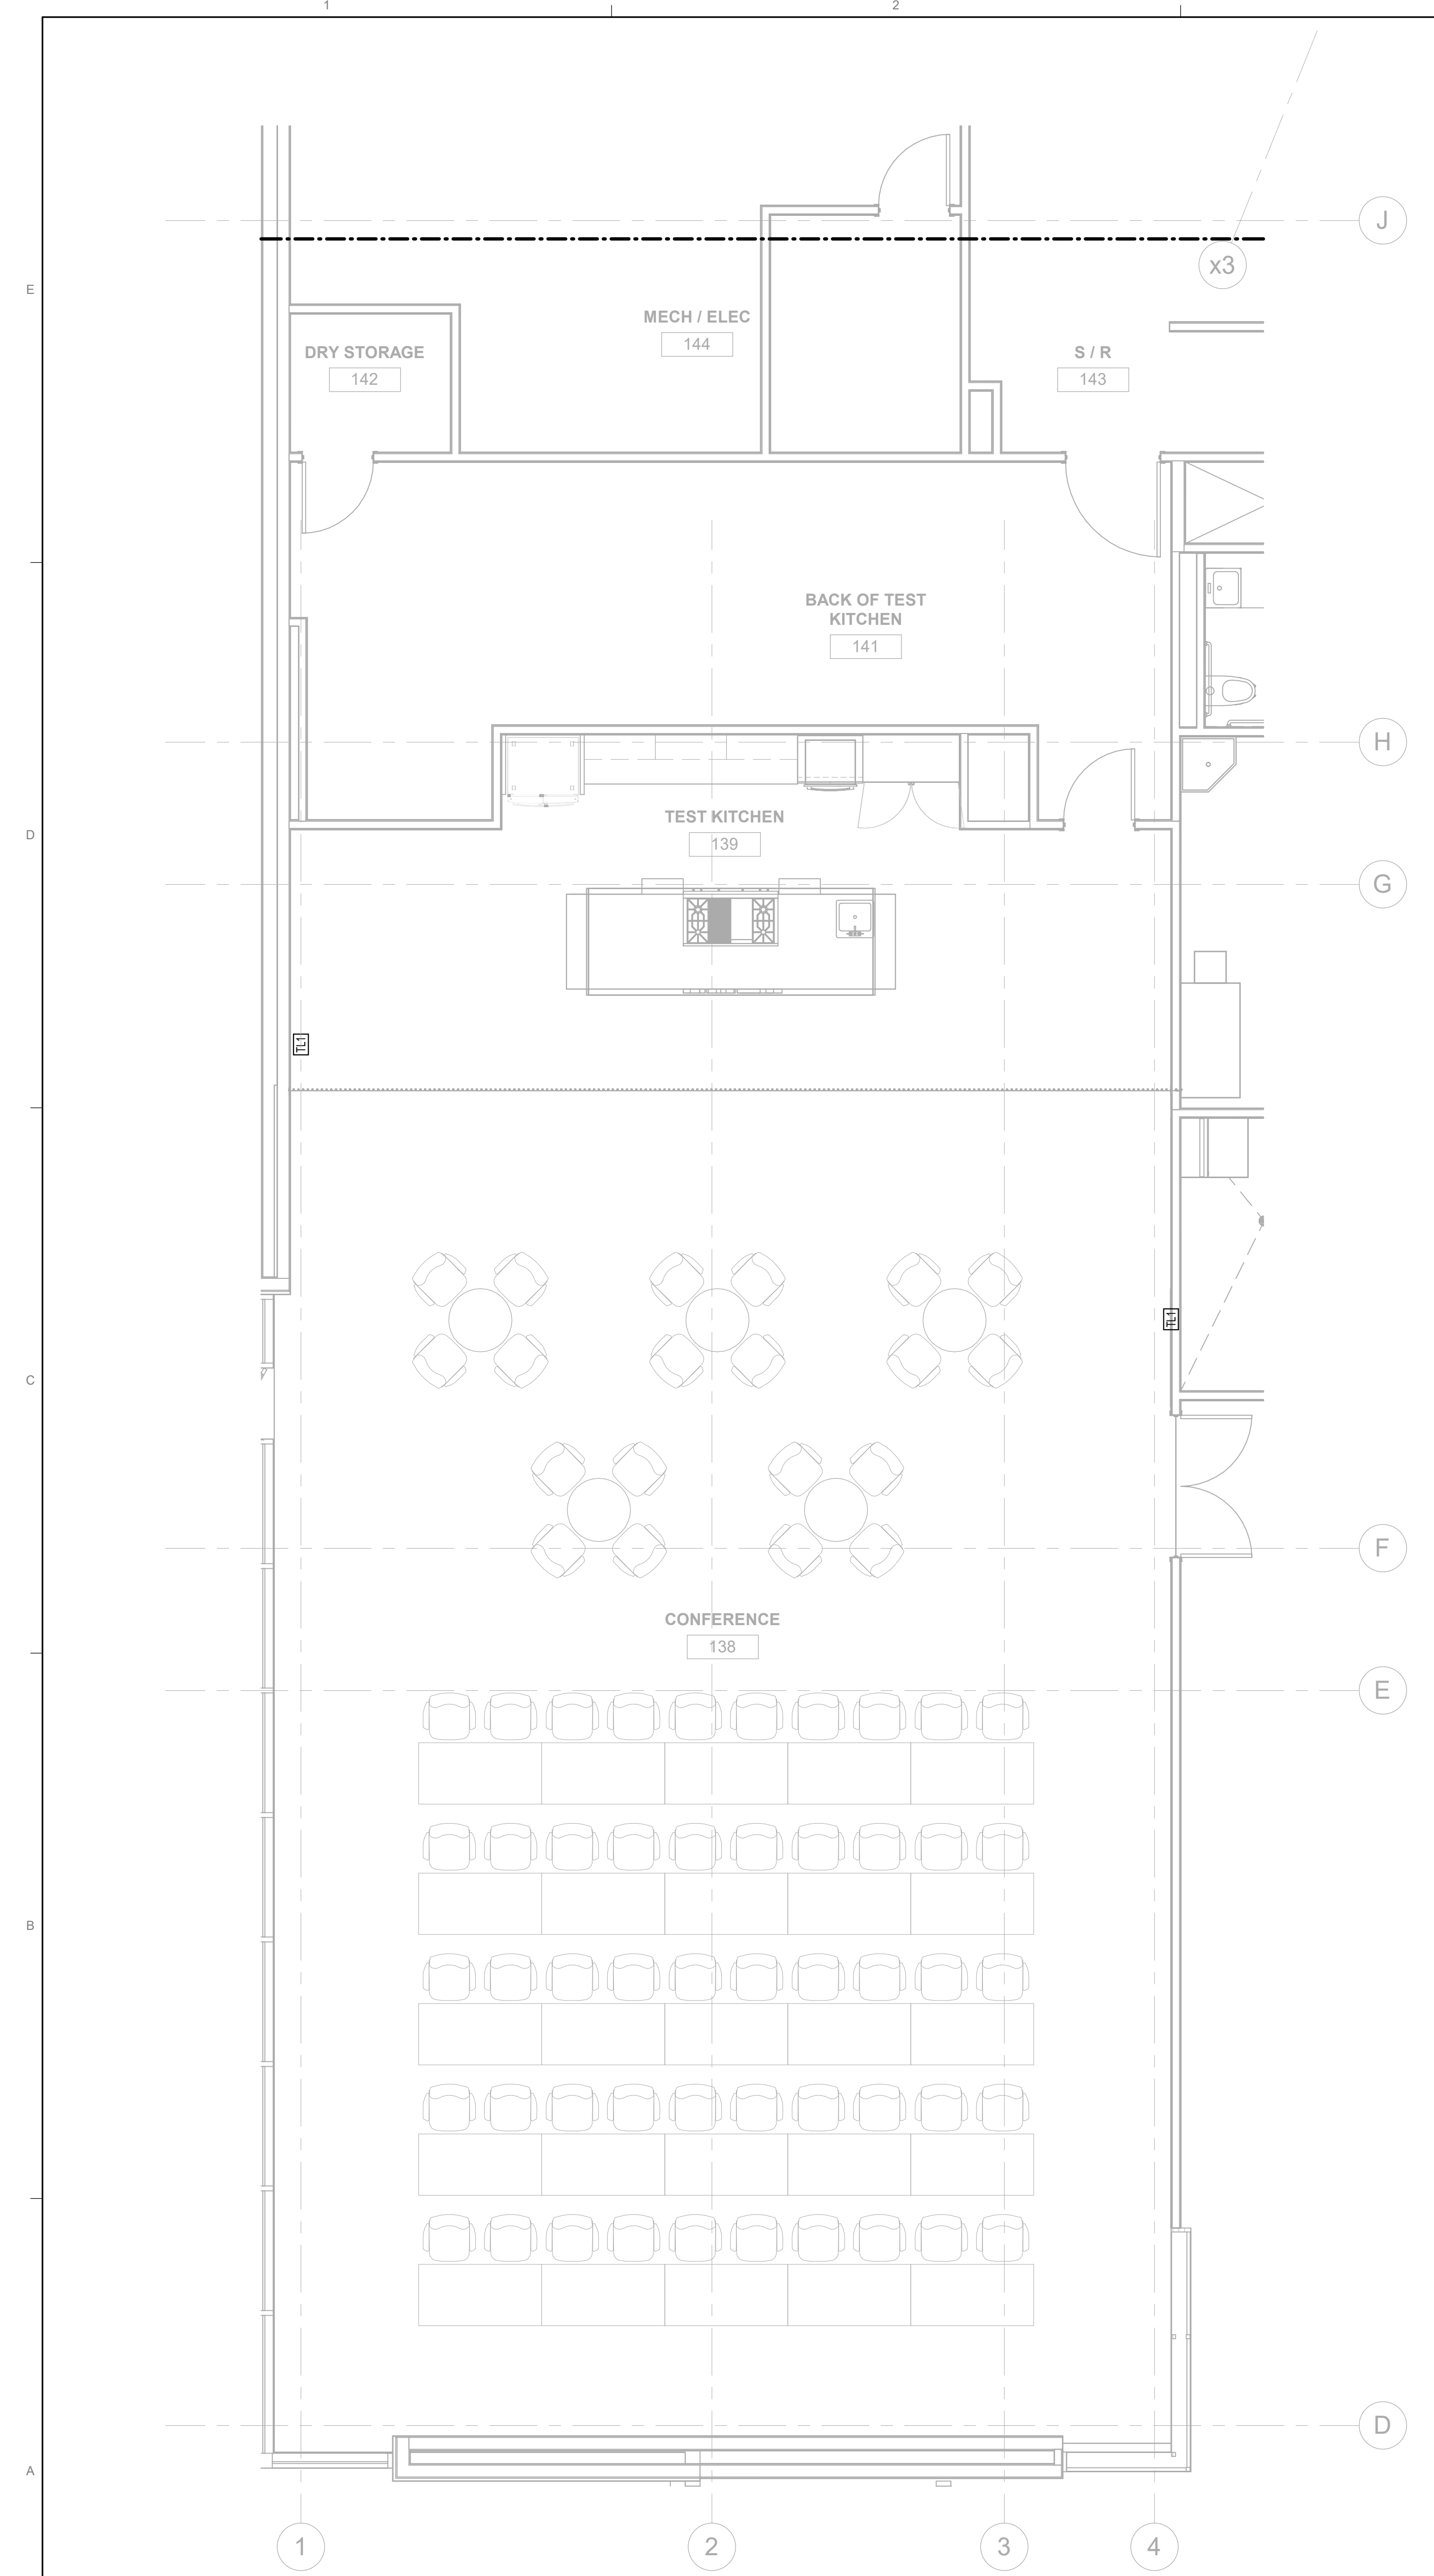 1
2
J
x3
E
MECH / ELEC
144
DRY STORAGE
142
S / R
143
BACK OF TEST
KITCHEN
141
H
TEST KITCHEN
139
D
G
TL1
TL1
C
F
CONFERENCE
138
E
B
D
A
1
2
3
4